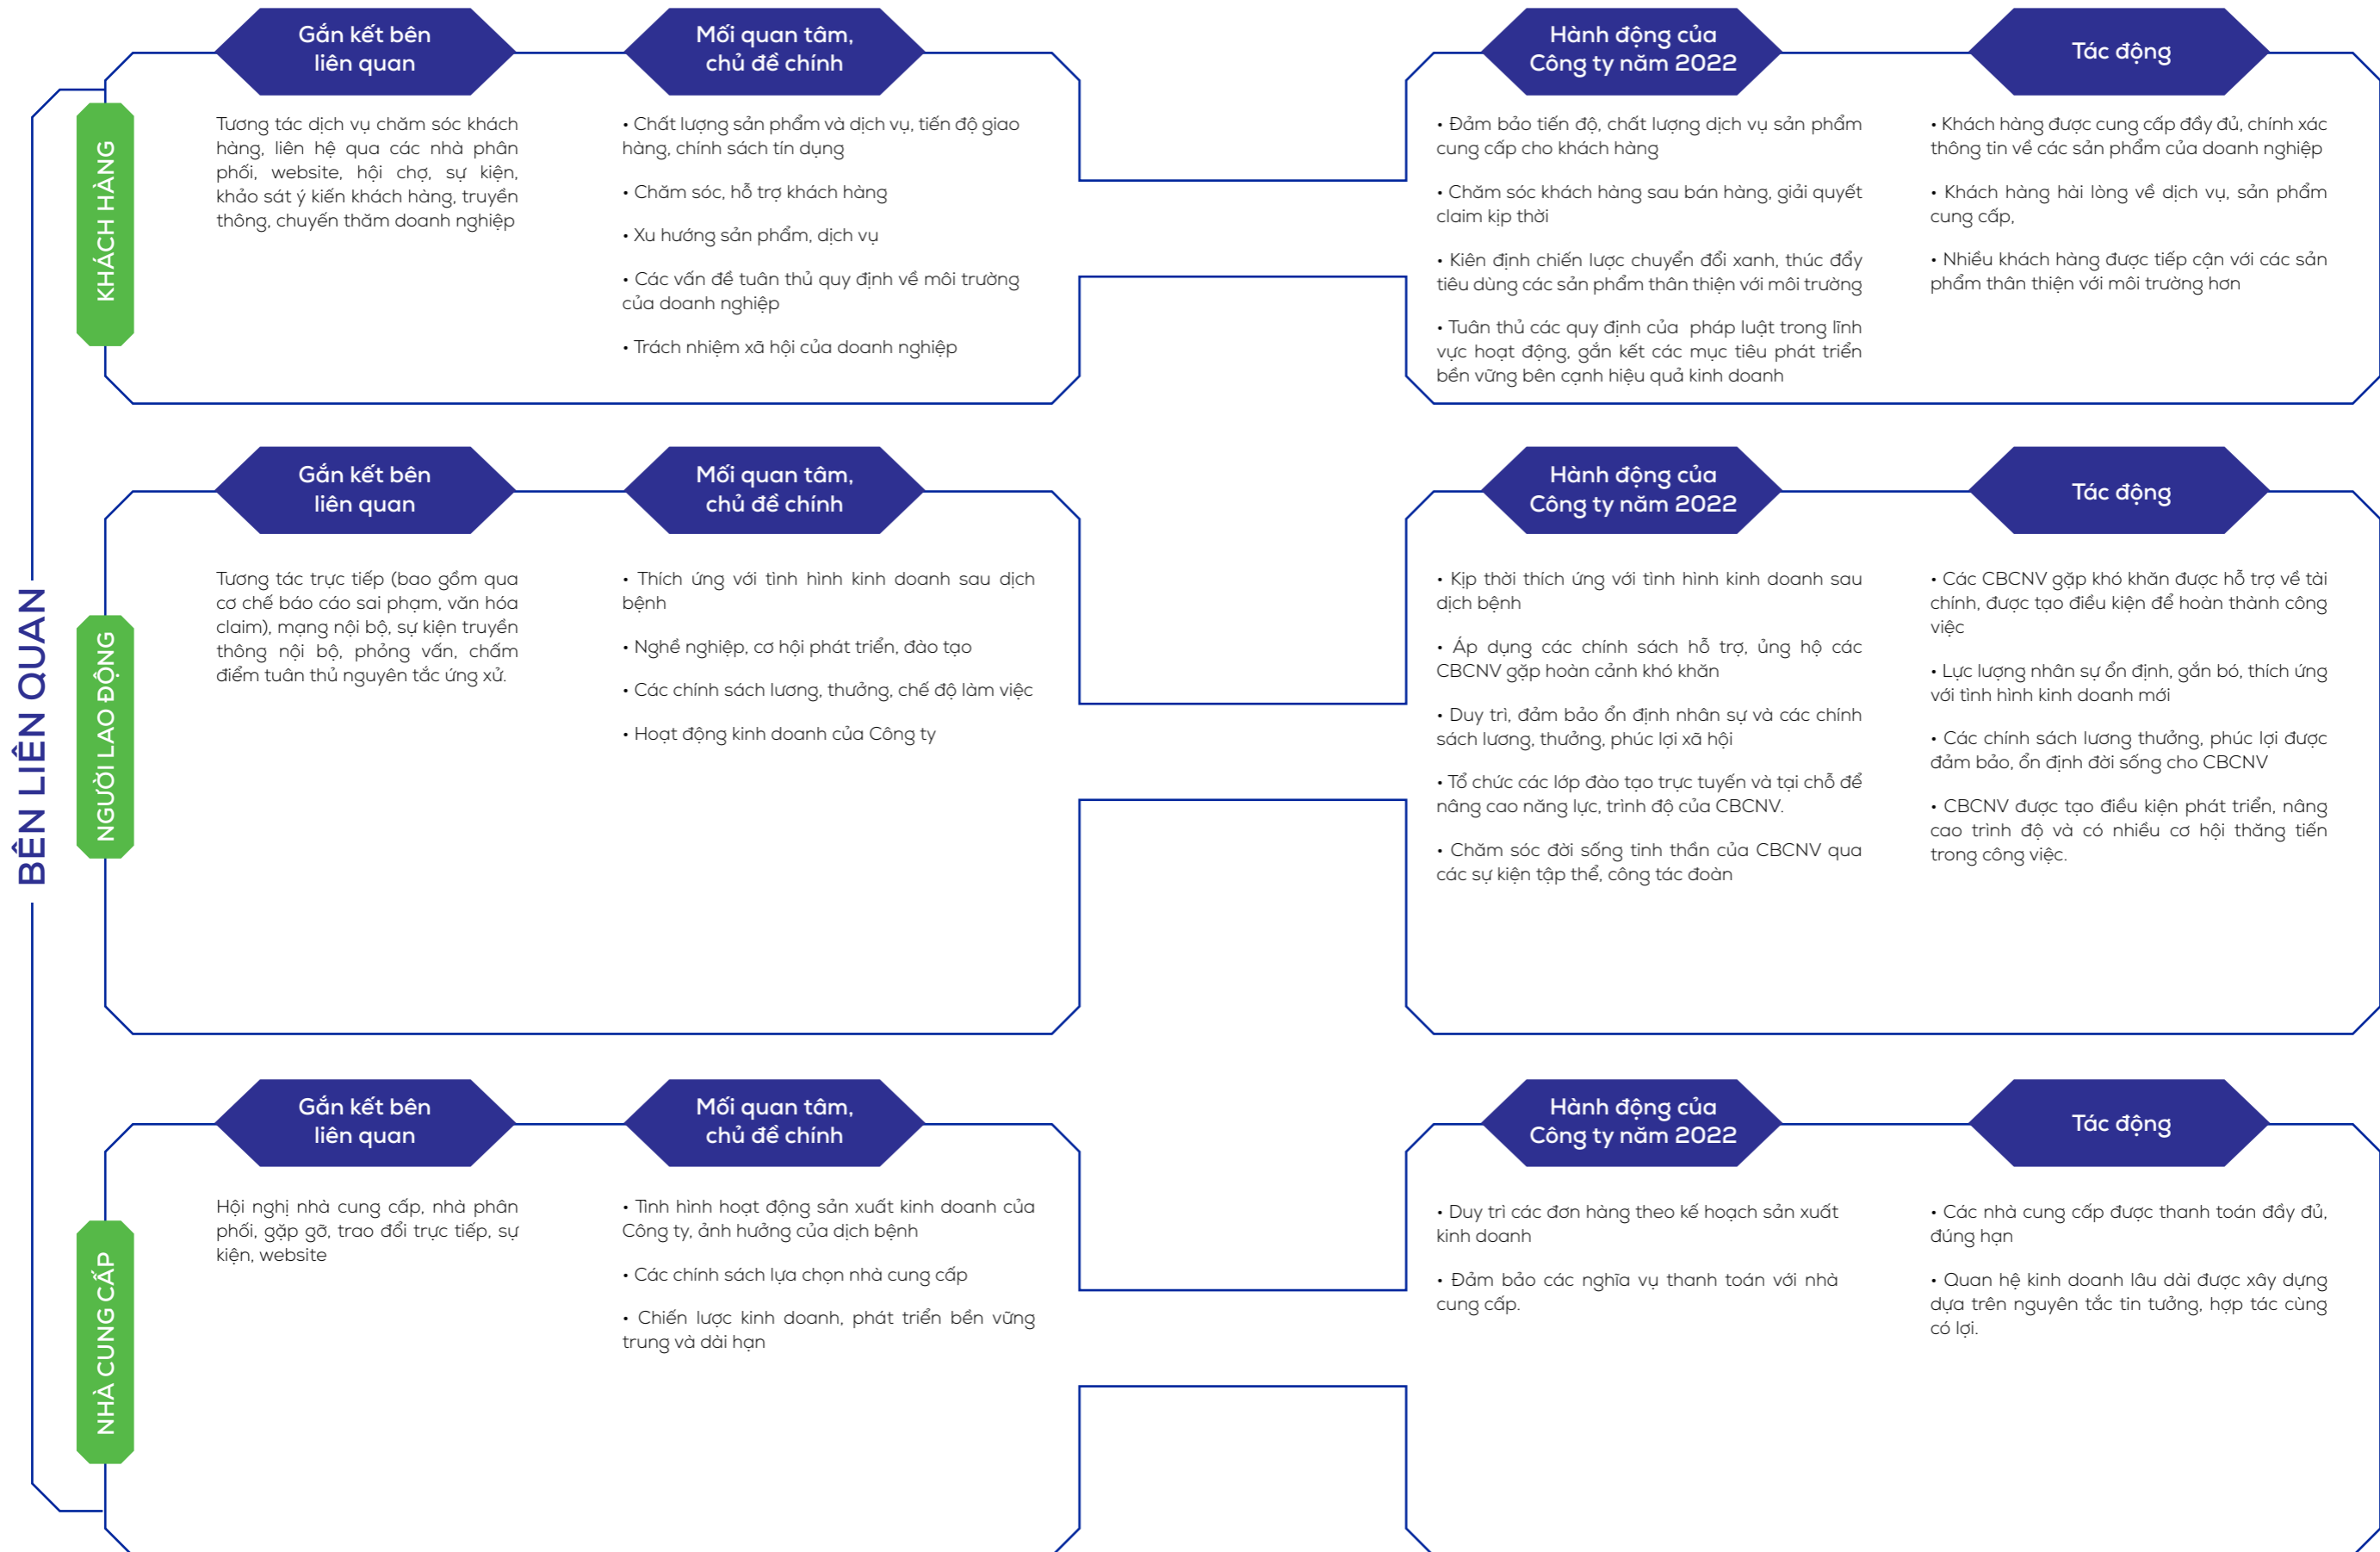 BÊN LIÊN QUAN
KHÁCH HÀNG
Gắn kết bên
liên quan
Tương tác dịch vụ chăm sóc khách
hàng, liên hệ qua các nhà phân
phối, website, hội chợ, sự kiện,
khảo sát ý kiến khách hàng, truyền
thông, chuyến thăm doanh nghiệp
Mối quan tâm,
chủ đề chính
• Chất lượng sản phẩm và dịch vụ, tiến độ giao
hàng, chính sách tín dụng
• Chăm sóc, hỗ trợ khách hàng
• Xu hướng sản phẩm, dịch vụ
• Các vấn đề tuân thủ quy định về môi trường
của doanh nghiệp
• Trách nhiệm xã hội của doanh nghiệp
Hành động của
Công ty năm 2022
• Đảm bảo tiến độ, chất lượng dịch vụ sản phẩm
cung cấp cho khách hàng
• Chăm sóc khách hàng sau bán hàng, giải quyết
claim kịp thời
• Kiên định chiến lược chuyển đổi xanh, thúc đẩy
tiêu dùng các sản phẩm thân thiện với môi trường
• Tuân thủ các quy định của pháp luật trong lĩnh
vực hoạt động, gắn kết các mục tiêu phát triển
bền vững bên cạnh hiệu quả kinh doanh
Tác động
• Khách hàng được cung cấp đầy đủ, chính xác
thông tin về các sản phẩm của doanh nghiệp
• Khách hàng hài lòng về dịch vụ, sản phẩm
cung cấp,
• Nhiều khách hàng được tiếp cận với các sản
phẩm thân thiện với môi trường hơn
NGƯỜI LAO ĐỘNG
Gắn kết bên
liên quan
Tương tác trực tiếp (bao gồm qua
cơ chế báo cáo sai phạm, văn hóa
claim), mạng nội bộ, sự kiện truyền
thông nội bộ, phỏng vấn, chấm
điểm tuân thủ nguyên tắc ứng xử.
Mối quan tâm,
chủ đề chính
• Thích ứng với tình hình kinh doanh sau dịch
bệnh
• Nghề nghiệp, cơ hội phát triển, đào tạo
• Các chính sách lương, thưởng, chế độ làm việc
• Hoạt động kinh doanh của Công ty
Hành động của
Công ty năm 2022
• Kịp thời thích ứng với tình hình kinh doanh sau
dịch bệnh
• Áp dụng các chính sách hỗ trợ, ủng hộ các
CBCNV gặp hoàn cảnh khó khăn
• Duy trì, đảm bảo ổn định nhân sự và các chính
sách lương, thưởng, phúc lợi xã hội
• Tổ chức các lớp đào tạo trực tuyến và tại chỗ để
nâng cao năng lực, trình độ của CBCNV.
• Chăm sóc đời sống tinh thần của CBCNV qua
các sự kiện tập thể, công tác đoàn
Tác động
• Các CBCNV gặp khó khăn được hỗ trợ về tài
chính, được tạo điều kiện để hoàn thành công
việc
• Lực lượng nhân sự ổn định, gắn bó, thích ứng
với tình hình kinh doanh mới
• Các chính sách lương thưởng, phúc lợi được
đảm bảo, ổn định đời sống cho CBCNV
• CBCNV được tạo điều kiện phát triển, nâng
cao trình độ và có nhiều cơ hội thăng tiến
trong công việc.
NHÀ CUNG CẤP
Gắn kết bên
liên quan
Hội nghị nhà cung cấp, nhà phân
phối, gặp gỡ, trao đổi trực tiếp, sự
kiện, website
Mối quan tâm,
chủ đề chính
• Tình hình hoạt động sản xuất kinh doanh của
Công ty, ảnh hưởng của dịch bệnh
• Các chính sách lựa chọn nhà cung cấp
• Chiến lược kinh doanh, phát triển bền vững
trung và dài hạn
Hành động của
Công ty năm 2022
• Duy trì các đơn hàng theo kế hoạch sản xuất
kinh doanh
• Đảm bảo các nghĩa vụ thanh toán với nhà
cung cấp.
Tác động
• Các nhà cung cấp được thanh toán đầy đủ,
đúng hạn
• Quan hệ kinh doanh lâu dài được xây dựng
dựa trên nguyên tắc tin tưởng, hợp tác cùng
có lợi.